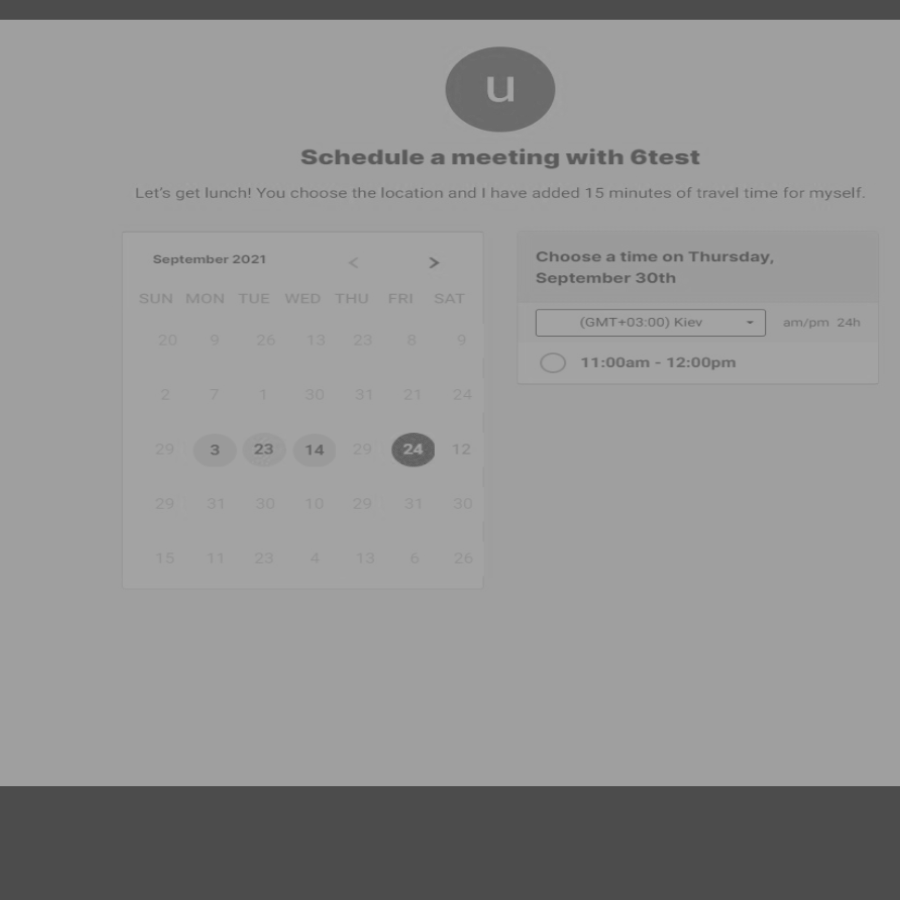 u
Schedule a meeting with 6test
Let's get lunch! You choose the location and I have added 15 minutes of travel time for myself.
September 2021 < >
SUN MON TUE WED THU FRI SAT
20 9 26 13 23 8 9
2 7 1 30 31 21 24
29 3 23 14 29 24 12
29 31 30 10 29 31 30
15 11 23 4 13 6 26
Choose a time on Thursday,
September 30th
(GMT+03:00) Kiev am/pm 24h
11:00am - 12:00pm